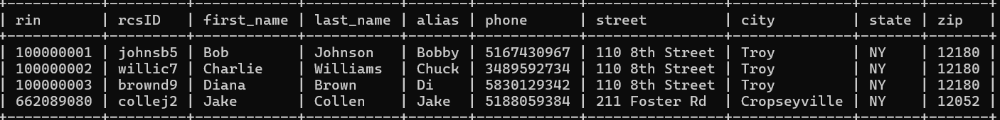 | rin       | rcsID   | first_name | last_name | alias | phone      | street         | city         | state | zip   |
| 100000001 | johnsb5 | Bob        | Johnson   | Bobby | 5167430967 | 110 8th Street | Troy         | NY    | 12180 |
| 100000002 | willic7 | Charlie    | Williams  | Chuck | 3489592734 | 110 8th Street | Troy         | NY    | 12180 |
| 100000003 | brownd9 | Diana      | Brown     | Di    | 5830129342 | 110 8th Street | Troy         | NY    | 12180 |
| 662089080 | collej2 | Jake       | Collen    | Jake  | 5188059384 | 211 Foster Rd  | Cropseyville | NY    | 12052 |